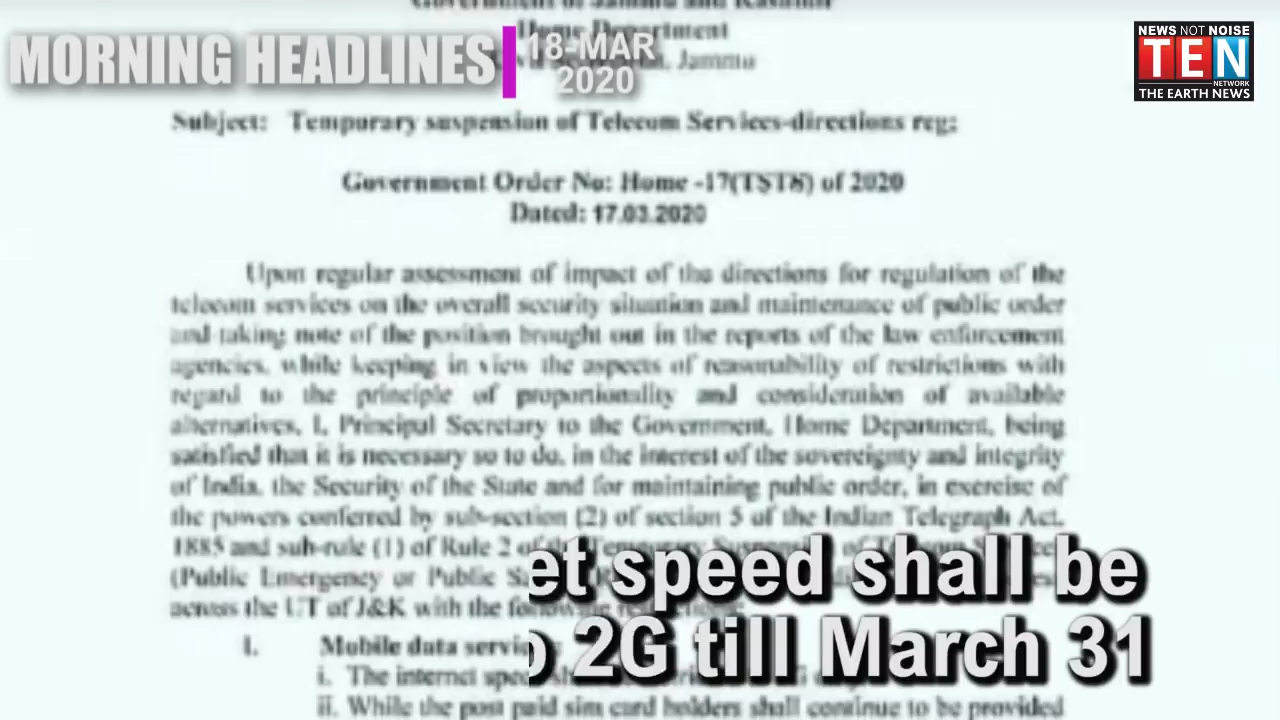 Government of Jammu and Kashmir
Home Department
Jammu
MORNING HEADLINES
18-MAR
2020
NEWS NOT NOISE
TEN
NETWORK
THE EARTH NEWS
Subject: Temporary suspension of Telecom Services-directions reg;
Government Order No: Home -17(TSTS) of 2020
Dated: 17.03.2020
Upon regular assessment of impact of the directions for regulation of the
telecom services on the overall security situation and maintenance of public order
and taking note of the position brought out in the reports of the law enforcement
agencies, while keeping in view the aspects of reasonability of restrictions with
regard to the principle of proportionality and consideration of available
alternatives, I, Principal Secretary to the Government, Home Department, being
satisfied that it is necessary so to do, in the interest of the sovereignty and integrity
of India, the Security of the State and for maintaining public order, in exercise of
the powers conferred by sub-section (2) of section 5 of the Indian Telegraph Act,
1885 and sub-rule (1) of Rule 2 of
(Public Emergency or Public
across the UT of J&K with the
et speed shall be
2G till March 31
1. Mobile data
i. The internet
ii. While the post paid sim card holders shall continue to be provided